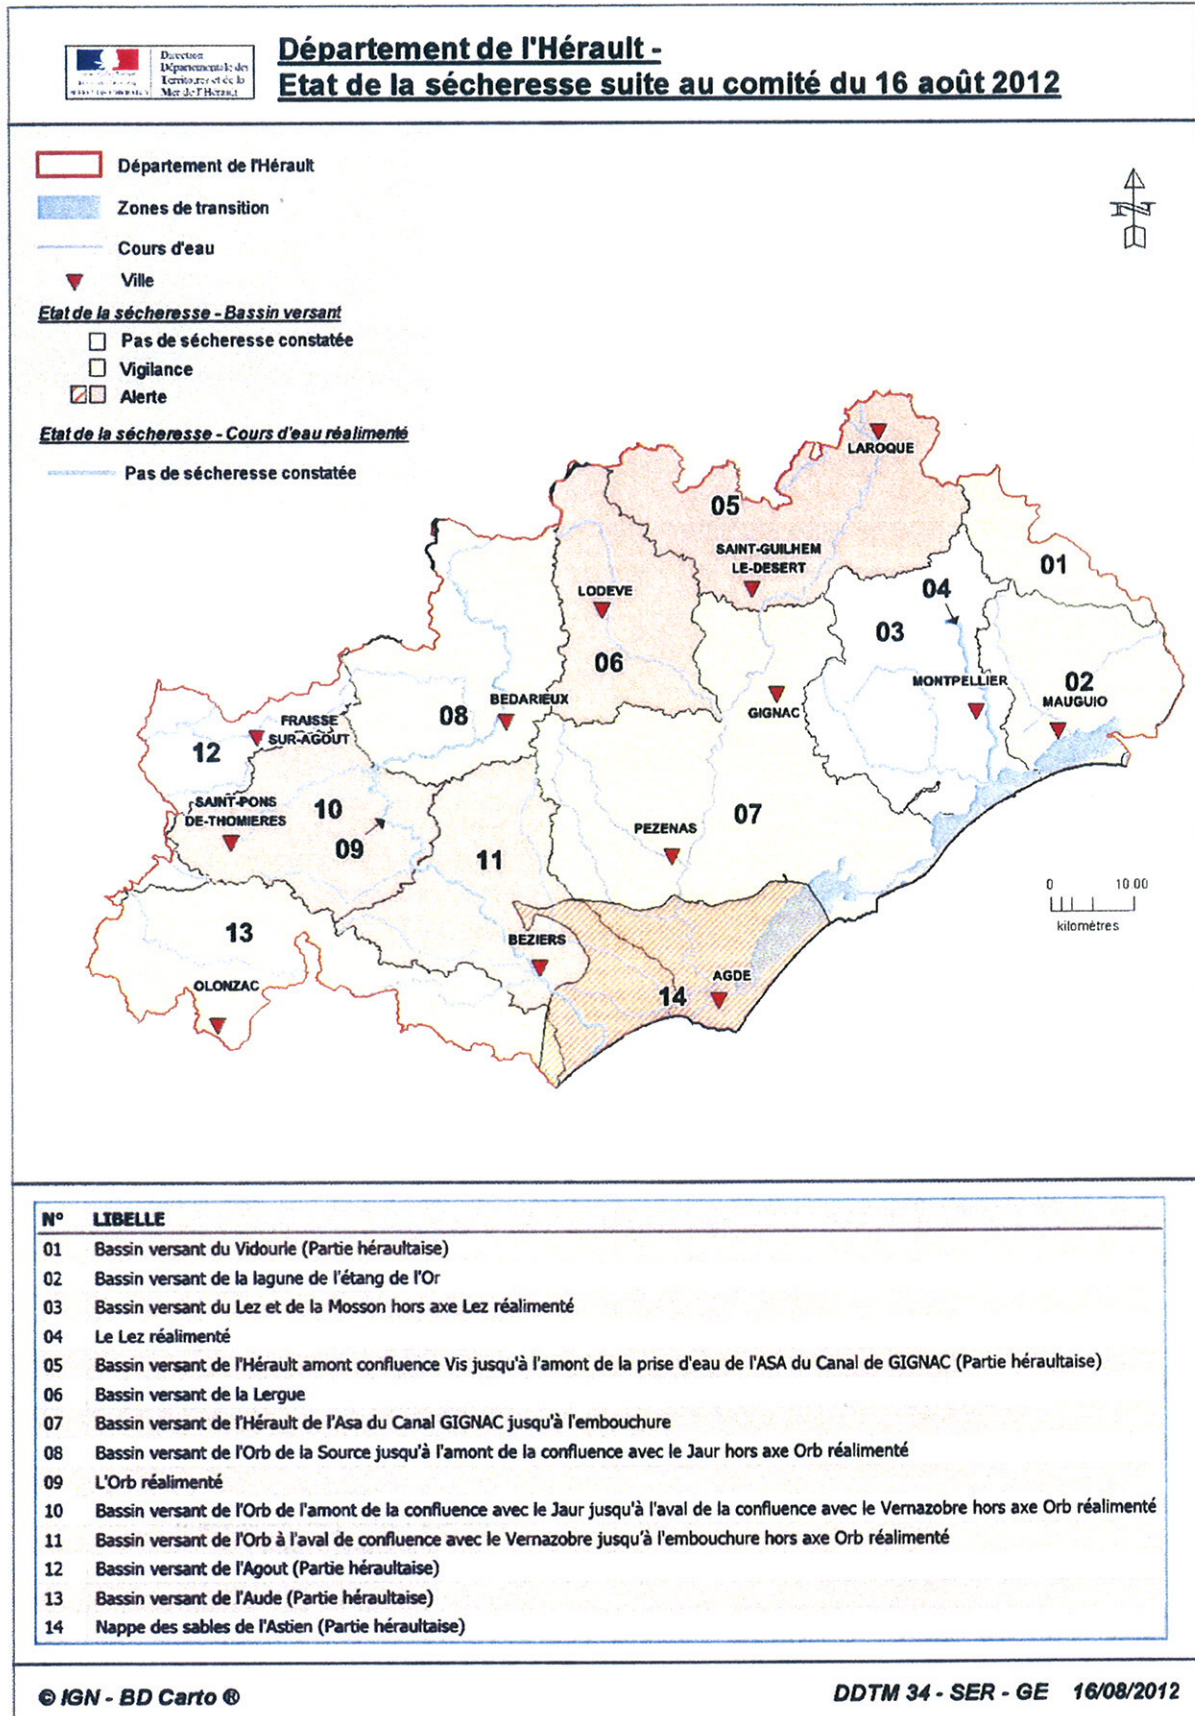 Direction
Départementale des
Territoires et de la
Mer de l'Hérault
Département de l'Hérault -
Etat de la sécheresse suite au comité du 16 août 2012
Département de l'Hérault
Zones de transition
Cours d'eau
Ville
Etat de la sécheresse - Bassin versant
Pas de sécheresse constatée
Vigilance
Alerte
Etat de la sécheresse - Cours d'eau réalimenté
Pas de sécheresse constatée
N
LAROQUE
05
SAINT-GUILHEM
LE-DESERT
01
04
LODEVE
03
06
MONTPELLIER
02
MAUGUIO
BEDARIEUX
GIGNAC
08
FRAISSE
SUR-AGOUT
12
SAINT-PONS
DE-THOMIERES
10
09
PEZENAS
07
11
0 10.00
kilomètres
13
BEZIERS
OLONZAC
14
AGDE
N° LIBELLE
01 Bassin versant du Vidourle (Partie héraultaise)
02 Bassin versant de la lagune de l'étang de l'Or
03 Bassin versant du Lez et de la Mosson hors axe Lez réalimenté
04 Le Lez réalimenté
05 Bassin versant de l'Hérault amont confluence Vis jusqu'à l'amont de la prise d'eau de l'ASA du Canal de GIGNAC (Partie héraultaise)
06 Bassin versant de la Lergue
07 Bassin versant de l'Hérault de l'Asa du Canal GIGNAC jusqu'à l'embouchure
08 Bassin versant de l'Orb de la Source jusqu'à l'amont de la confluence avec le Jaur hors axe Orb réalimenté
09 L'Orb réalimenté
10 Bassin versant de l'Orb de l'amont de la confluence avec le Jaur jusqu'à l'aval de la confluence avec le Vernazobre hors axe Orb réalimenté
11 Bassin versant de l'Orb à l'aval de confluence avec le Vernazobre jusqu'à l'embouchure hors axe Orb réalimenté
12 Bassin versant de l'Agout (Partie héraultaise)
13 Bassin versant de l'Aude (Partie héraultaise)
14 Nappe des sables de l'Astien (Partie héraultaise)
© IGN - BD Carto ®
DDTM 34 - SER - GE 16/08/2012